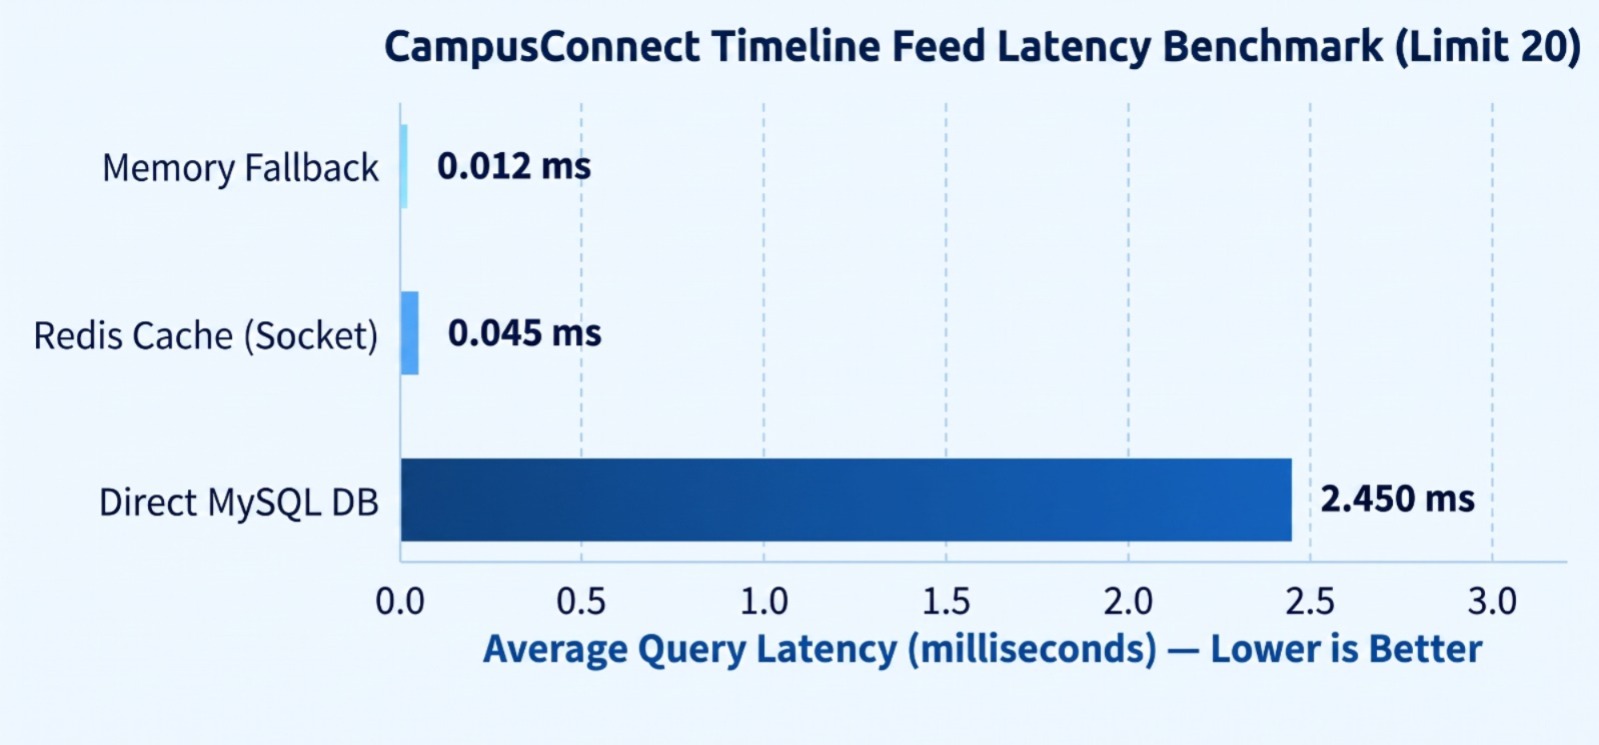 CampusConnect Timeline Feed Latency Benchmark (Limit 20)
Memory Fallback 0.012 ms
Redis Cache (Socket) 0.045 ms
Direct MySQL DB 2.450 ms
0.0 0.5 1.0 1.5 2.0 2.5 3.0
Average Query Latency (milliseconds) — Lower is Better